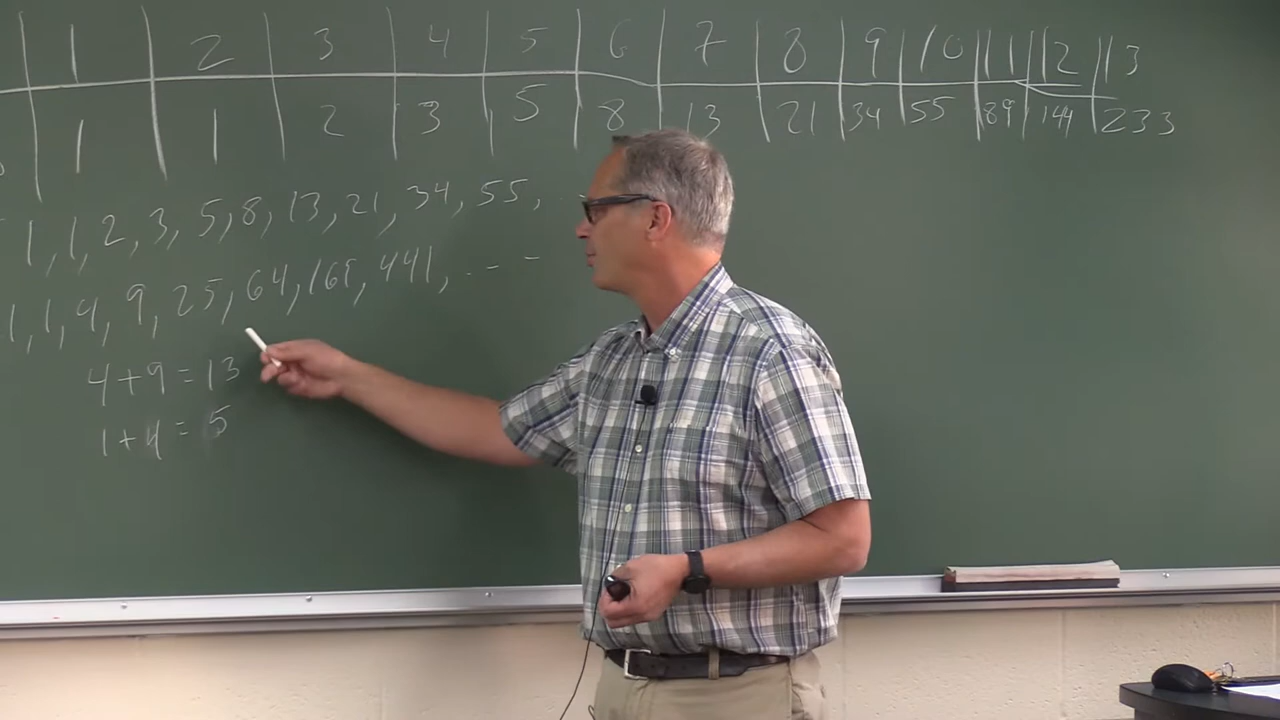 1 2 3 4 5 6 7 8 9 10 11 12 13
1 1 2 3 5 8 13 21 34 55 89 144 233
1, 1, 2, 3, 5, 8, 13, 21, 34, 55, ..
1, 1, 4, 9, 25, 64, 169, 441, . - -
4 + 9 = 13
1 + 4 = 5